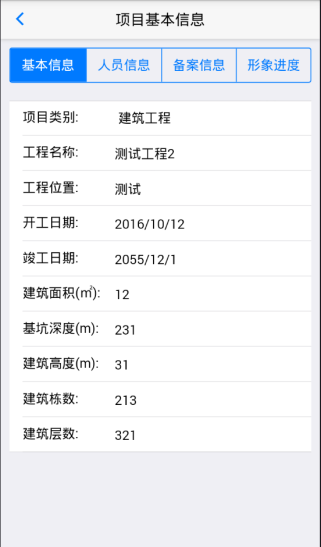 项目基本信息
基本信息 人员信息 备案信息 形象进度
项目类别: 建筑工程
工程名称: 测试工程2
工程位置: 测试
开工日期: 2016/10/12
竣工日期: 2055/12/1
建筑面积(㎡): 12
基坑深度(m): 231
建筑高度(m): 31
建筑栋数: 213
建筑层数: 321